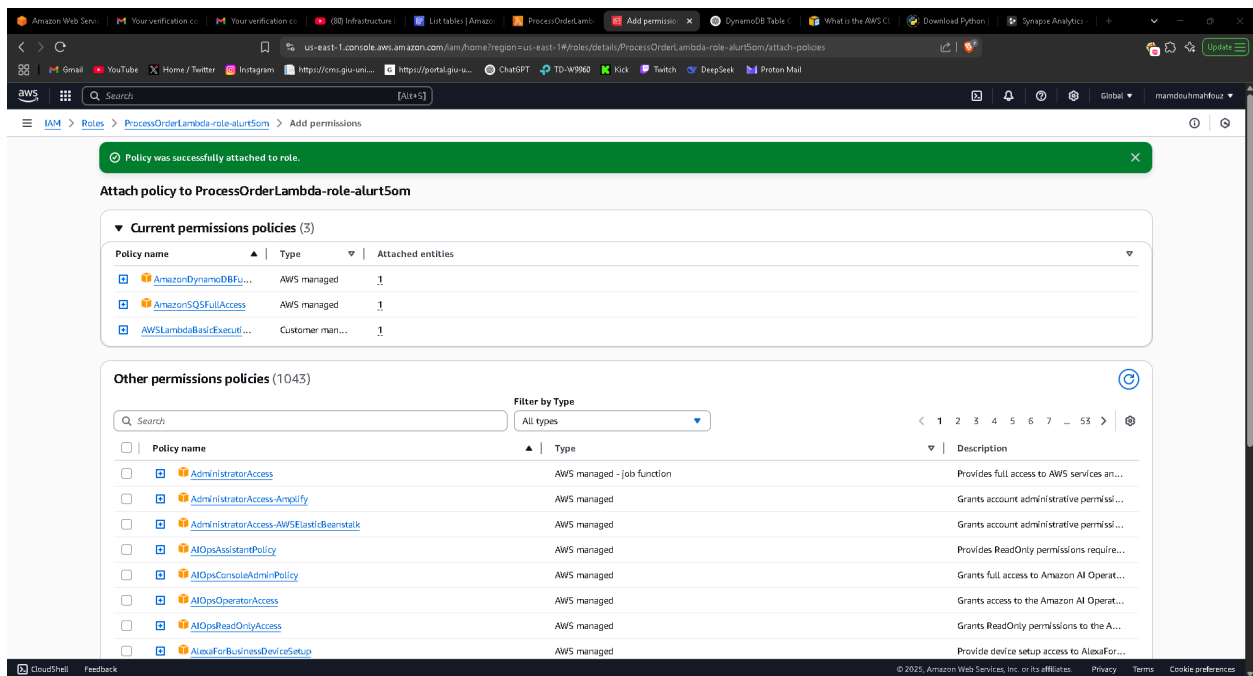 Amazon Web Servi
Your verification co
Your verification co
(80) Infrastructure i
List tables | Amazo
ProcessOrderLamb
Add permission
DynamoDB Table C
What is the AWS CD
Download Python |
Synapse Analytics -
us-east-1.console.aws.amazon.com/iam/home?region=us-east-1#/roles/details/ProcessOrderLambda-role-alurt5om/attach-policies
Update
Gmail YouTube Home / Twitter Instagram https://cms.giu-uni.... https://portal.giu-u... ChatGPT TD-W9960 Kick Twitch DeepSeek Proton Mail
aws Search [Alt+S] Global mamdouhmahfouz
IAM > Roles > ProcessOrderLambda-role-alurt5om > Add permissions
Policy was successfully attached to role.
Attach policy to ProcessOrderLambda-role-alurt5om
Current permissions policies (3)
Policy name Type Attached entities
AmazonDynamoDBFu... AWS managed 1
AmazonSQSFullAccess AWS managed 1
AWSLambdaBasicExecuti... Customer man... 1
Other permissions policies (1043)
Filter by Type
Search All types 1 2 3 4 5 6 7 ... 53
Policy name Type Description
AdministratorAccess AWS managed - job function Provides full access to AWS services an...
AdministratorAccess-Amplify AWS managed Grants account administrative permissi...
AdministratorAccess-AWSElasticBeanstalk AWS managed Grants account administrative permissi...
AIOpsAssistantPolicy AWS managed Provides ReadOnly permissions require...
AIOpsConsoleAdminPolicy AWS managed Grants full access to Amazon AI Operat...
AIOpsOperatorAccess AWS managed Grants access to the Amazon AI Operat...
AIOpsReadOnlyAccess AWS managed Grants ReadOnly permissions to the A...
AlexaForBusinessDeviceSetup AWS managed Provide device setup access to AlexaFor...
CloudShell Feedback © 2025, Amazon Web Services, Inc. or its affiliates. Privacy Terms Cookie preferences